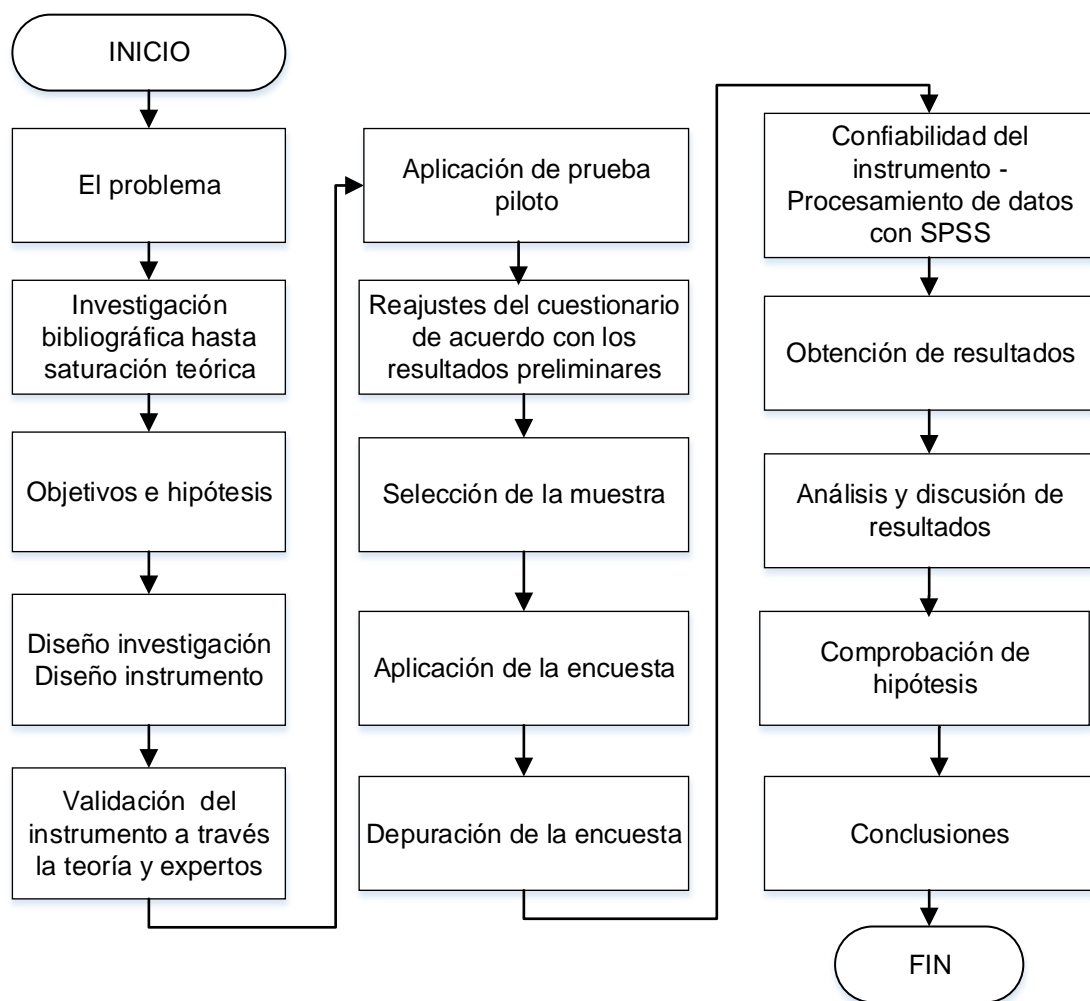 INICIO
El problema
Investigación
bibliográfica hasta
saturación teórica
Objetivos e hipótesis
Diseño investigación
Diseño instrumento
Validación del
instrumento a través
la teoría y expertos
Aplicación de prueba
piloto
Reajustes del cuestionario
de acuerdo con los
resultados preliminares
Selección de la muestra
Aplicación de la encuesta
Depuración de la encuesta
Confiabilidad del
instrumento -
Procesamiento de datos
con SPSS
Obtención de resultados
Análisis y discusión de
resultados
Comprobación de
hipótesis
Conclusiones
FIN